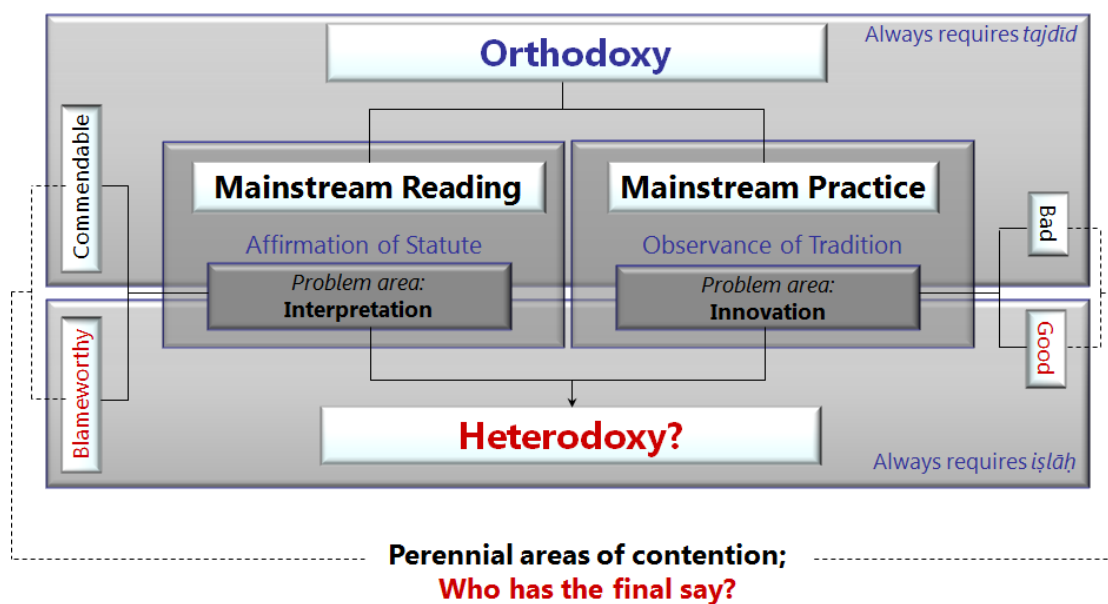 Always requires tajdīd
Orthodoxy
Commendable
Mainstream Reading
Mainstream Practice
Bad
Affirmation of Statute
Observance of Tradition
Problem area:
Interpretation
Problem area:
Innovation
Blameworthy
Good
Heterodoxy?
Always requires iṣlāḥ
Perennial areas of contention;
Who has the final say?